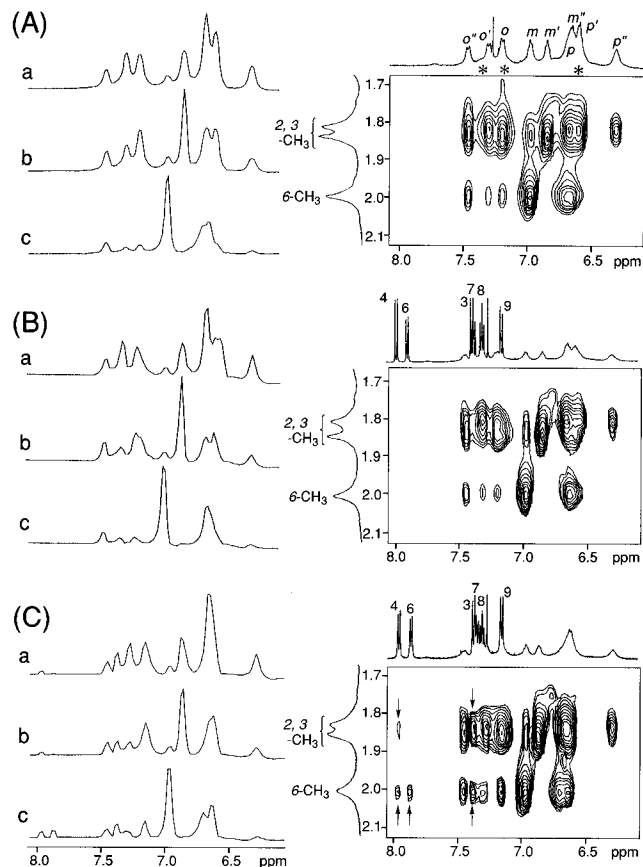 (A)
a
b
c
o" o' o m m' m" p p' p"
* * *
2, 3
-CH3
6-CH3
1.7
1.8
1.9
2.0
2.1
8.0 7.5 7.0 6.5 ppm
(B)
a
b
c
4 6 3 7 8 9
2, 3
-CH3
6-CH3
1.7
1.8
1.9
2.0
2.1
8.0 7.5 7.0 6.5 ppm
(C)
a
b
c
8.0 7.0 6.0 ppm
4 6 3 7 8 9
2, 3
-CH3
6-CH3
1.7
1.8
1.9
2.0
2.1
8.0 7.5 7.0 6.5 ppm